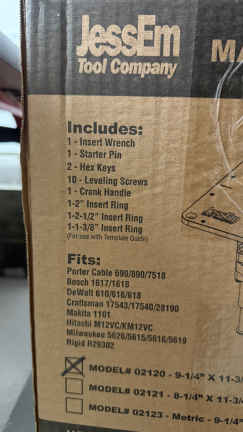 JessEm
MA
Tool Company
Includes:
1 - Insert Wrench
1 - Starter Pin
2 - Hex Keys
10 - Leveling Screws
1 - Crank Handle
1-2" Insert Ring
1-2-1/2" Insert Ring
1-1-3/8" Insert Ring
(For use with Template Guide)
JessEm
Fits:
Porter Cable 690/890/7518
Bosch 1617/1618
DeWalt 610/616/618
Craftsman 17543/17540/28190
Makita 1101
Hitachi M12VC/KM12VC
Milwaukee 5626/5615/5616/5619
Rigid R29302
MODEL# 02120 - 9-1/4" X 11-3/
MODEL# 02121 - 8-1/4" X 11-3/
MODEL# 02123 - Metric - 9-1/4"